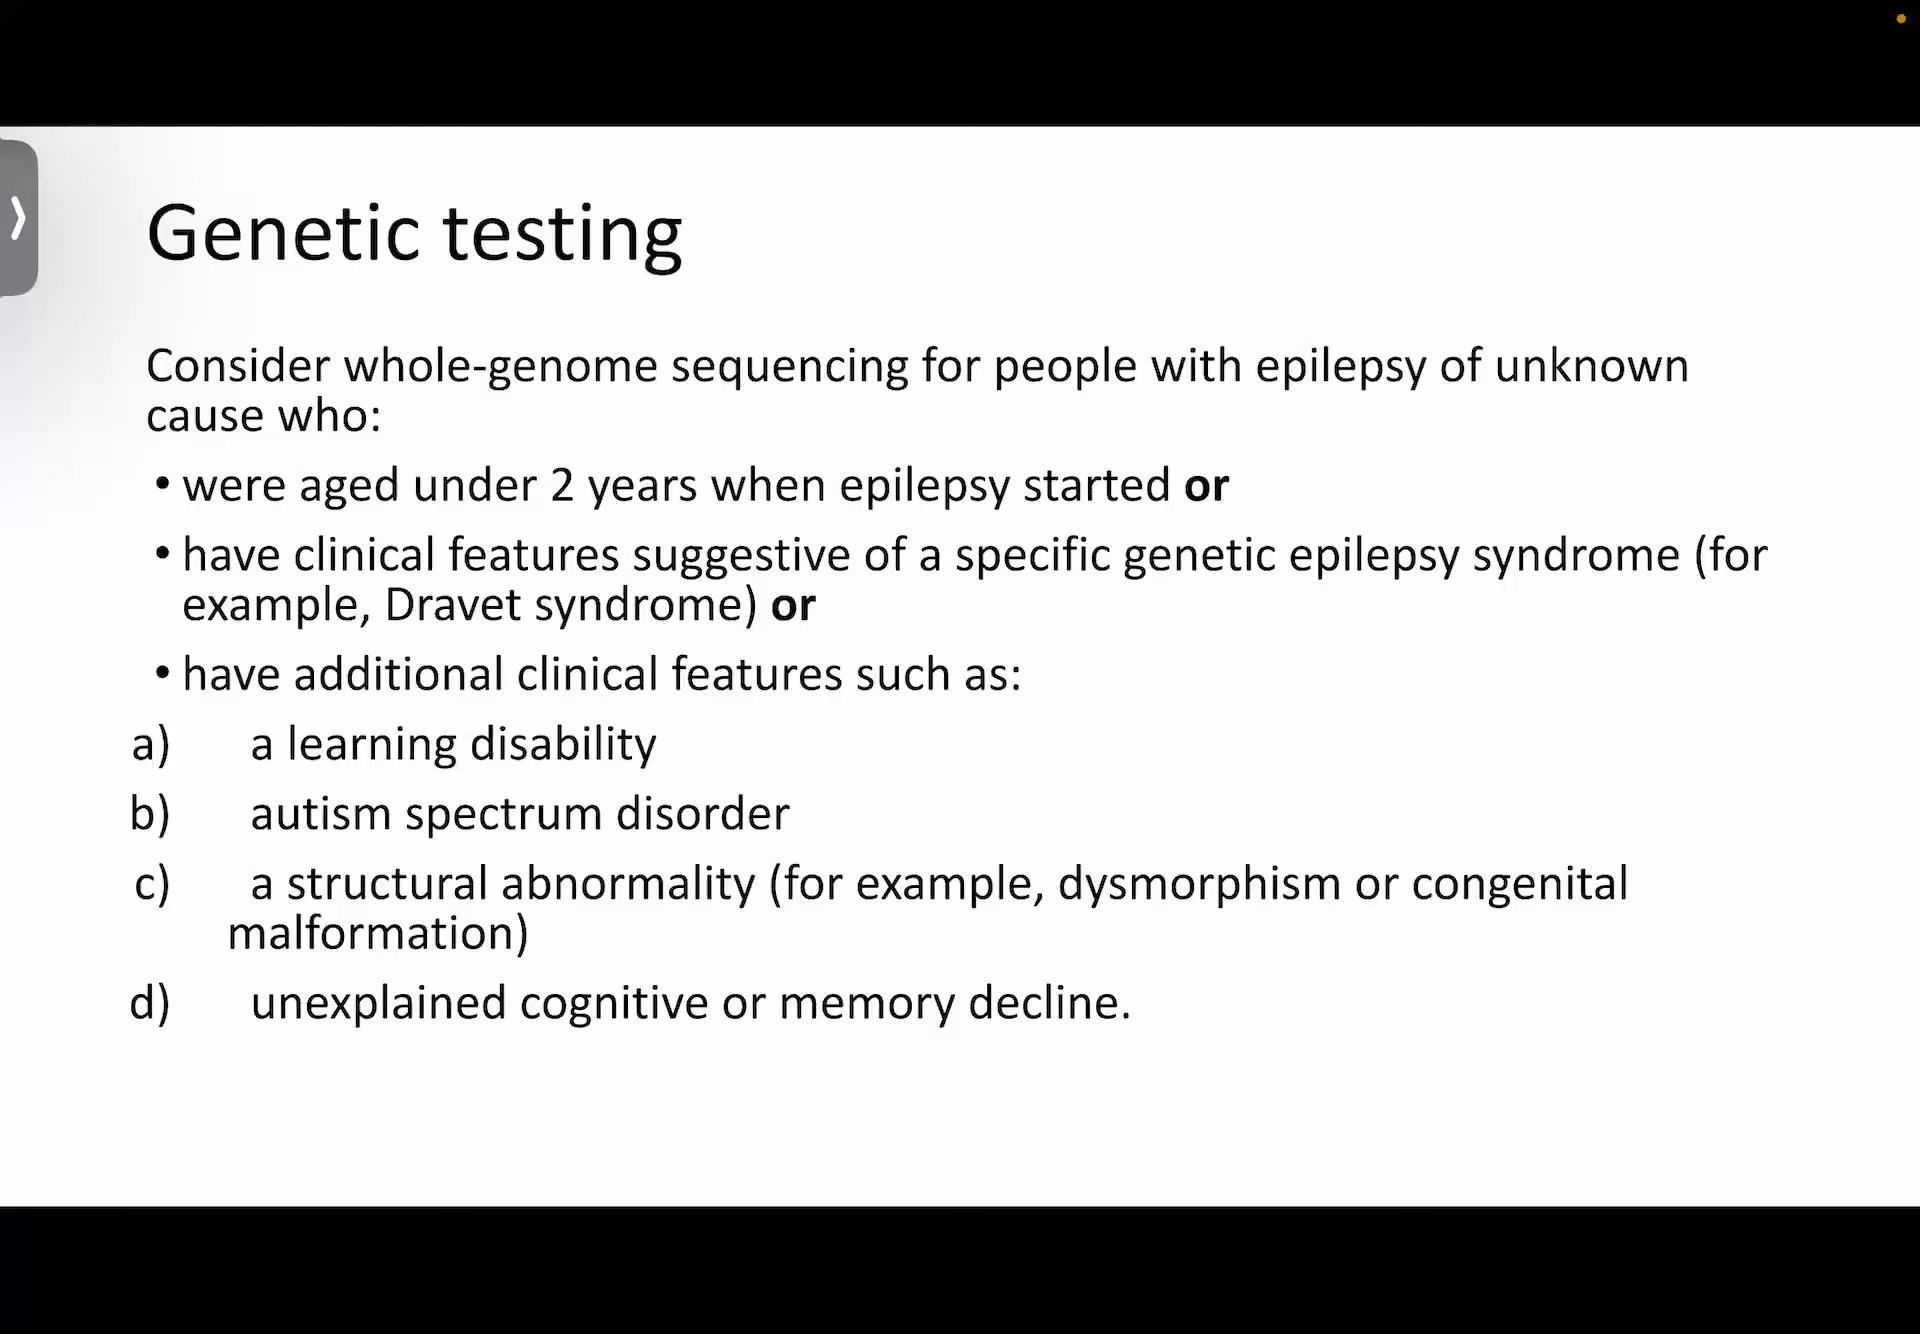 Genetic testing
Consider whole-genome sequencing for people with epilepsy of unknown
cause who:
• were aged under 2 years when epilepsy started or
• have clinical features suggestive of a specific genetic epilepsy syndrome (for
example, Dravet syndrome) or
• have additional clinical features such as:
a) a learning disability
b) autism spectrum disorder
c) a structural abnormality (for example, dysmorphism or congenital
malformation)
d) unexplained cognitive or memory decline.